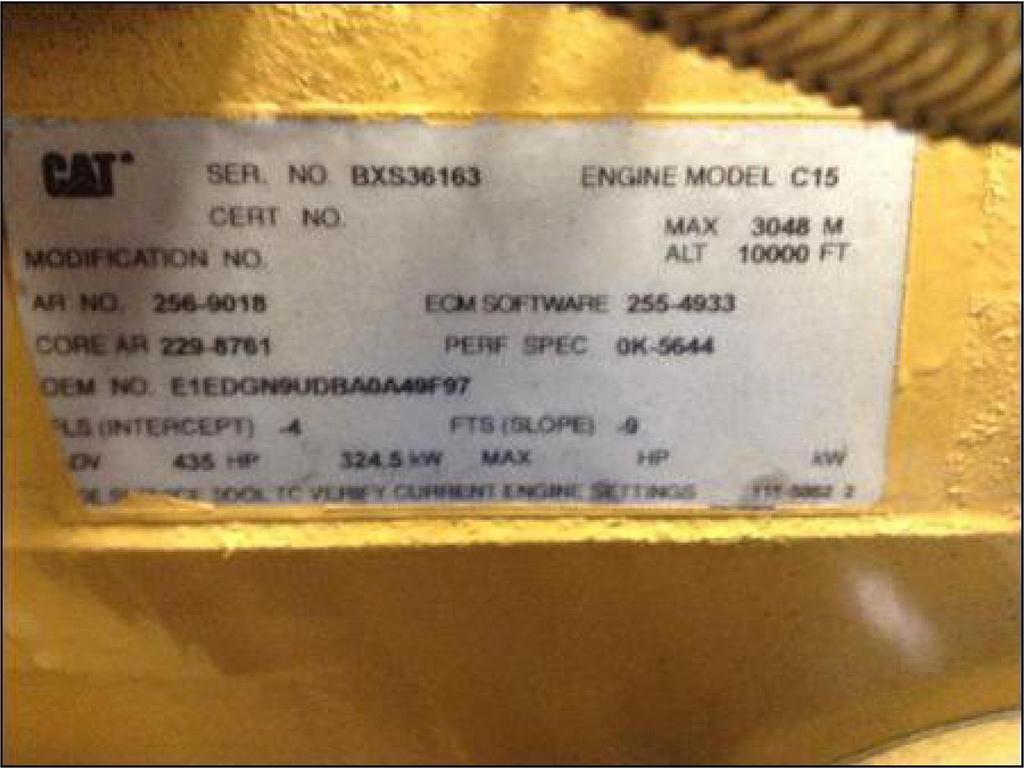 CAT SER. NO. BXS36163 ENGINE MODEL C15
CERT NO. MAX 3048 M
MODIFICATION NO. ALT 10000 FT
AR NO. 256-9018 ECM SOFTWARE 255-4933
CORE AR 229-8761 PERF SPEC 0K-5644
OEM NO. E1EDGN9UDBA0A49F97
FLS (INTERCEPT) -4 FTS (SLOPE) -9
435 HP 324.5 kW MAX HP kW
TOOL TO VERIFY CURRENT ENGINE SETTINGS